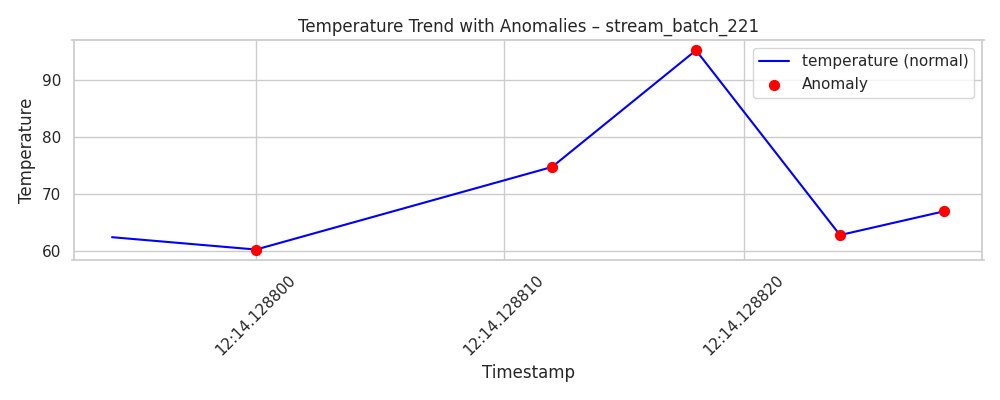 Temperature Trend with Anomalies – stream_batch_221
temperature (normal)
Anomaly
Temperature
90
80
70
60
12:14.128800
12:14.128810
12:14.128820
Timestamp